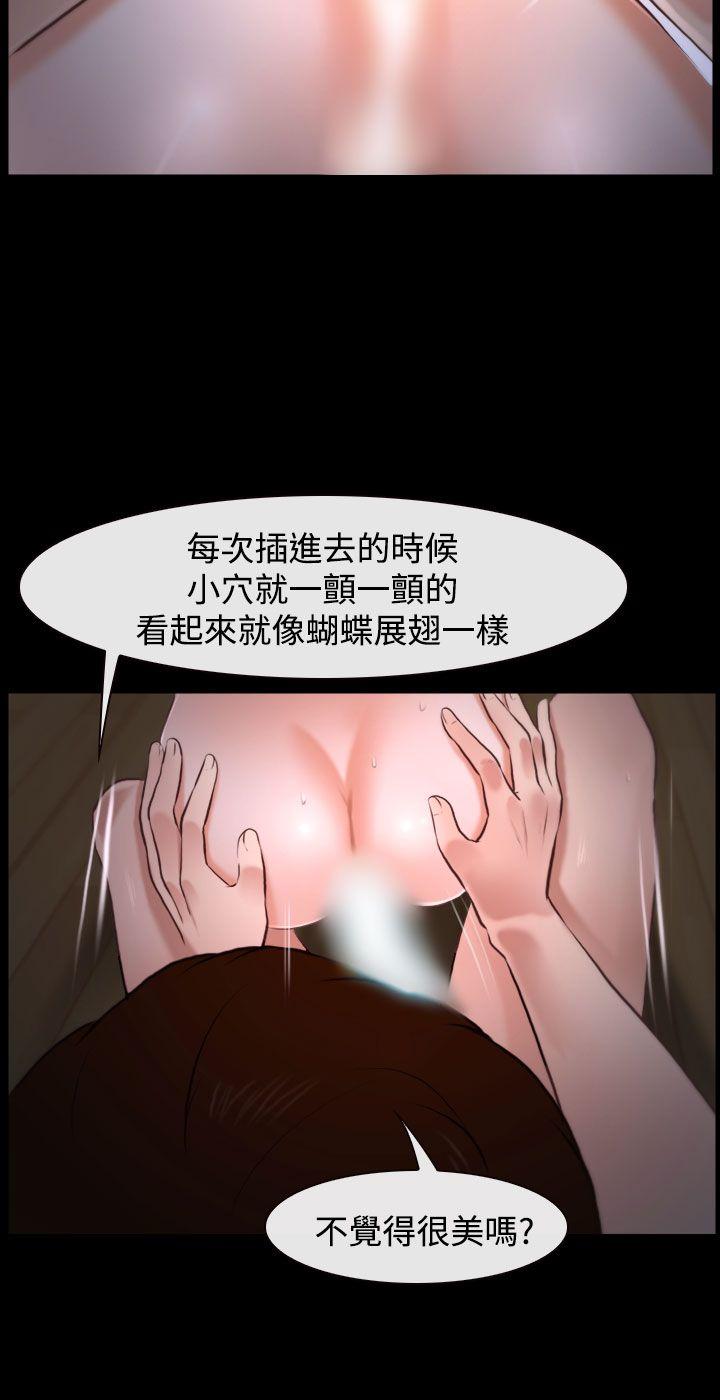 每次插進去的時候
小穴就一顫一顫的
看起來就像蝴蝶展翅一樣
不覺得很美嗎?